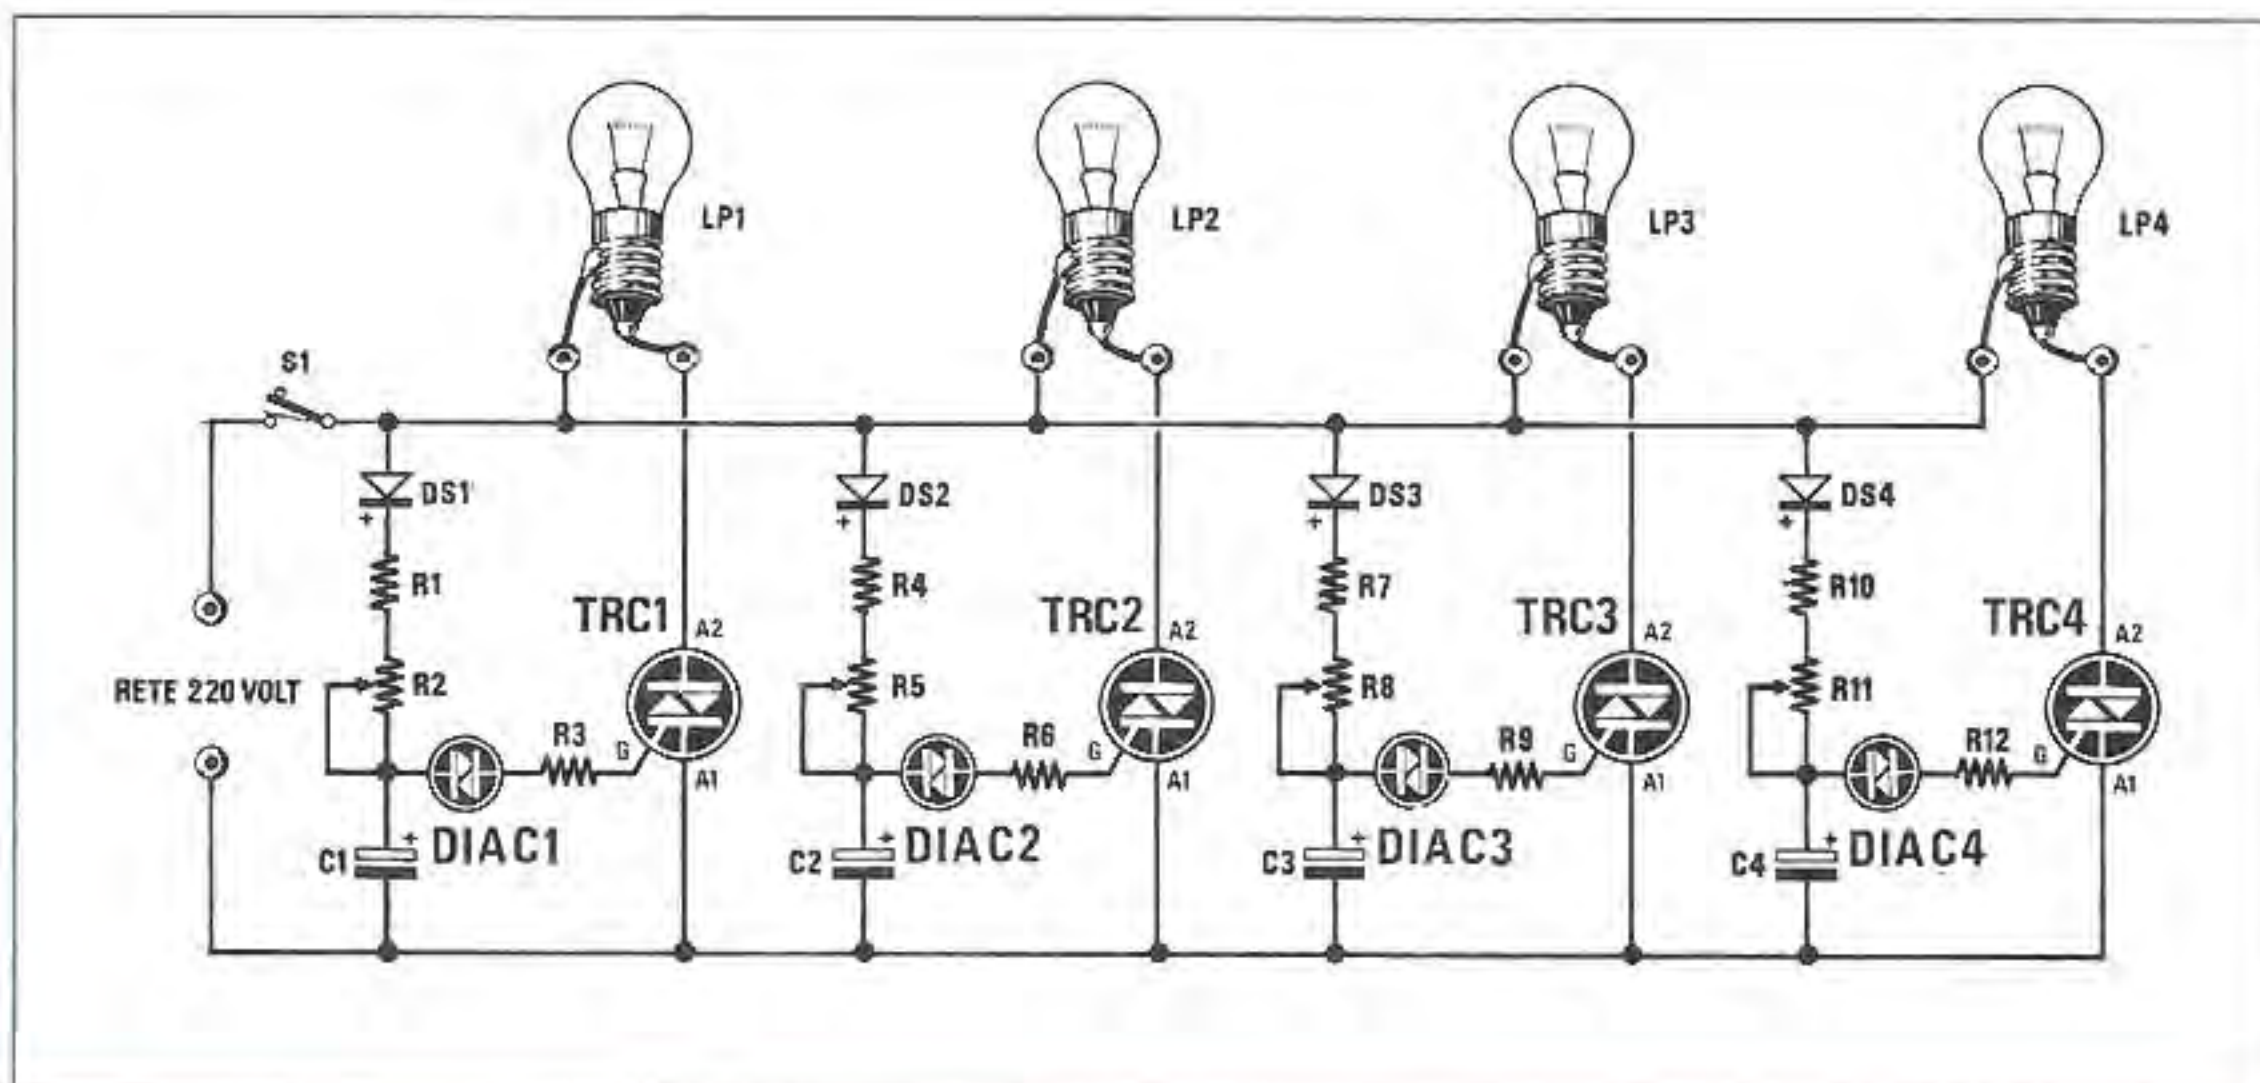 LP1
LP2
LP3
LP4
S1
DS1
DS2
DS3
DS4
+
+
+
+
R1
R4
R7
R10
TRC1
A2
TRC2
A2
TRC3
A2
TRC4
A2
RETE 220 VOLT
R2
R5
R8
R11
R3
G
R6
G
R9
G
R12
G
A1
A1
A1
A1
C1
+
DIAC1
C2
+
DIAC2
C3
+
DIAC3
C4
+
DIAC4